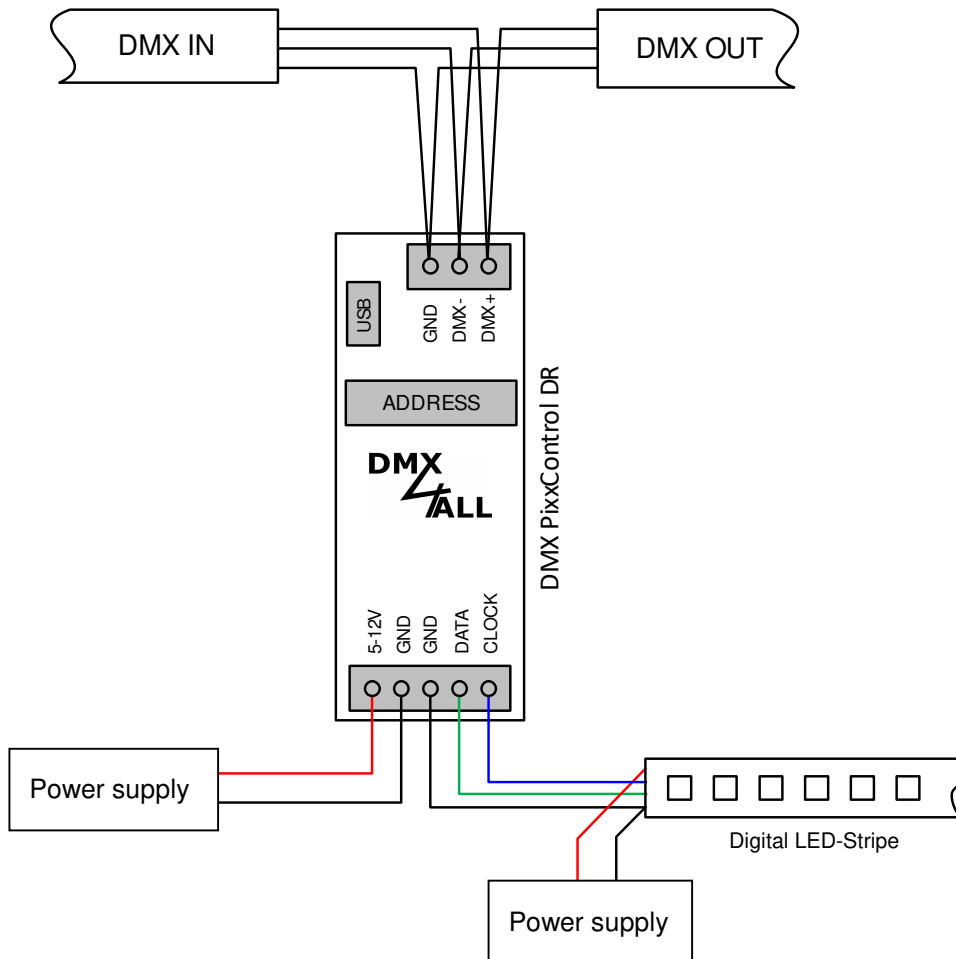 DMX IN
DMX OUT
USB
GND
DMX-
DMX+
ADDRESS
DMX
4
ALL
DMX PixxControl DR
5-12V
GND
GND
DATA
CLOCK
Power supply
Digital LED-Stripe
Power supply